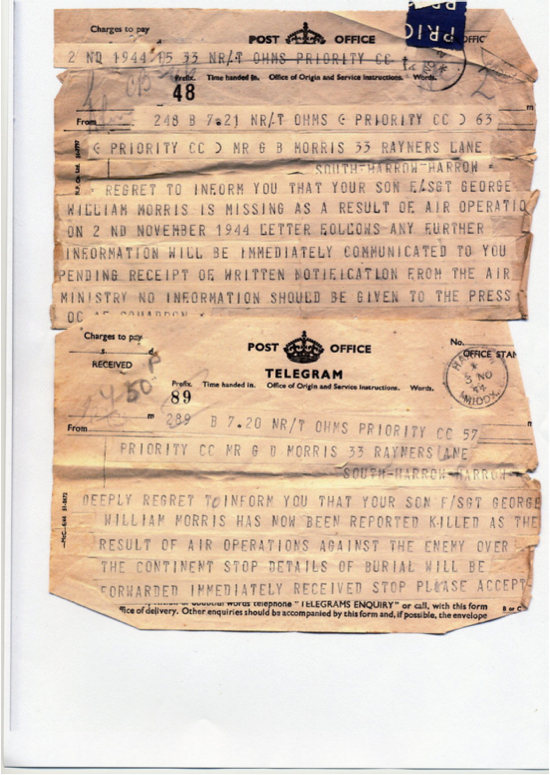 Charges to pay
POST OFFICE
PRIO
2 ND 1944 15 33 NR/T OHMS PRIORITY CC
Prefix. Time handed in. Office of Origin and Service Instructions. Words.
48
m
From 248 B 7.21 NR/T OHMS ( PRIORITY CC ) 63
( PRIORITY CC ) MR G B MORRIS 33 RAYNERS LANE
SOUTH-HARROW-HARROW =
REGRET TO INFORM YOU THAT YOUR SON F/SGT GEORGE
WILLIAM MORRIS IS MISSING AS A RESULT OF AIR OPERATIO
ON 2 ND NOVEMBER 1944 LETTER FOLLOWS ANY FURTHER
INFORMATION WILL BE IMMEDIATELY COMMUNICATED TO YOU
PENDING RECEIPT OF WRITTEN NOTIFICATION FROM THE AIR
MINISTRY NO INFORMATION SHOULD BE GIVEN TO THE PRESS
Charges to pay
RECEIVED
POST OFFICE
No.
OFFICE STAM
TELEGRAM
Prefix. Time handed in. Office of Origin and Service Instructions. Words.
89
m
From 289 B 7.20 NR/T OHMS PRIORITY CC 57
PRIORITY CC MR G D MORRIS 33 RAYNERS LANE
SOUTH-HARROW-HARROW
DEEPLY REGRET TO INFORM YOU THAT YOUR SON F/SGT GEORGE
WILLIAM MORRIS HAS NOW BEEN REPORTED KILLED AS THE
RESULT OF AIR OPERATIONS AGAINST THE ENEMY OVER
THE CONTINENT STOP DETAILS OF BURIAL WILL BE
FORWARDED IMMEDIATELY RECEIVED STOP PLEASE ACCEPT
words telephone "TELEGRAMS ENQUIRY" or call, with this form
ffice of delivery. Other enquiries should be accompanied by this form and, if possible, the envelope
B or C